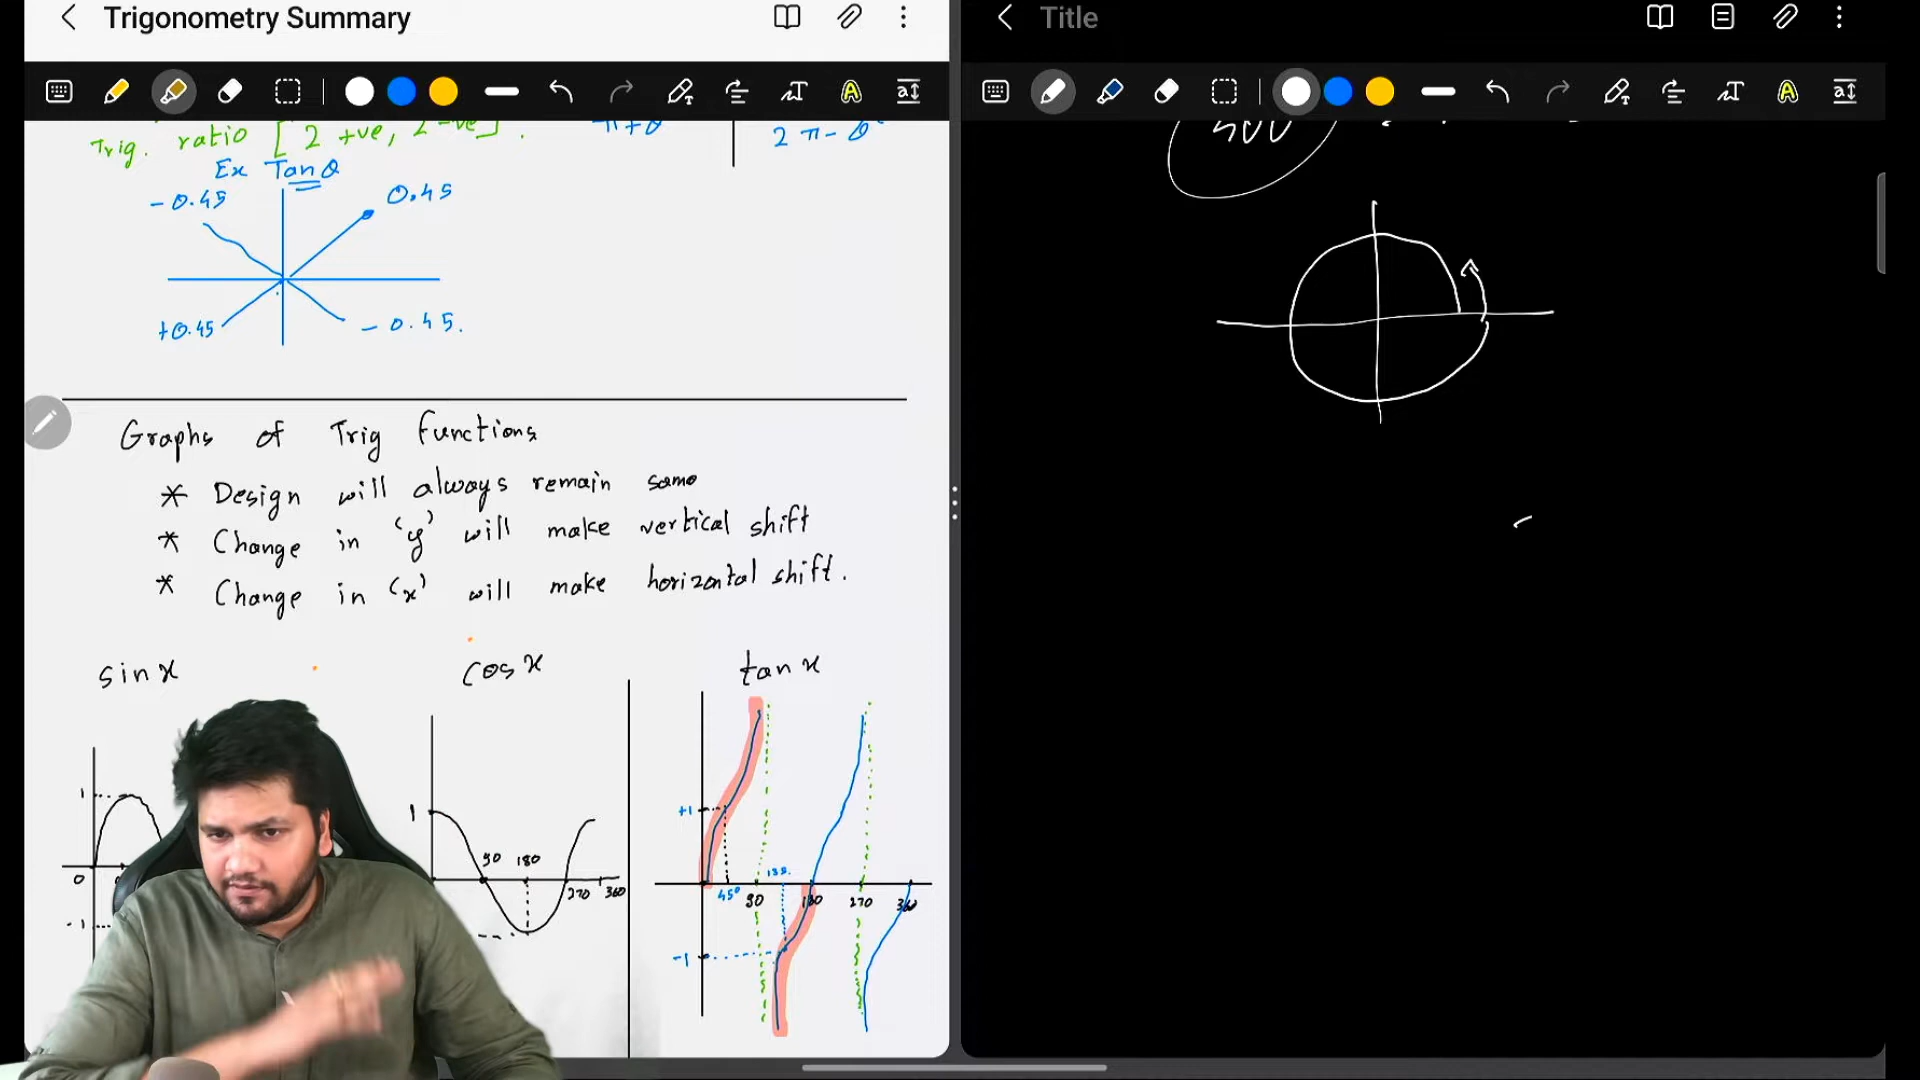 Trigonometry Summary
Title
Trig. ratio [ 2 +ve, 2 -ve ].
π+θ
2π-θ
Ex Tanθ
-0.45
0.45
+0.45
-0.45.
Graphs of Trig Functions
* Design will always remain same
* Change in 'y' will make vertical shift
* Change in (x) will make horizontal shift.
sin x
cos x
tan x
1
0
-1
1
90
180
270
360
+1
-1
45°
90
135.
180
270
360